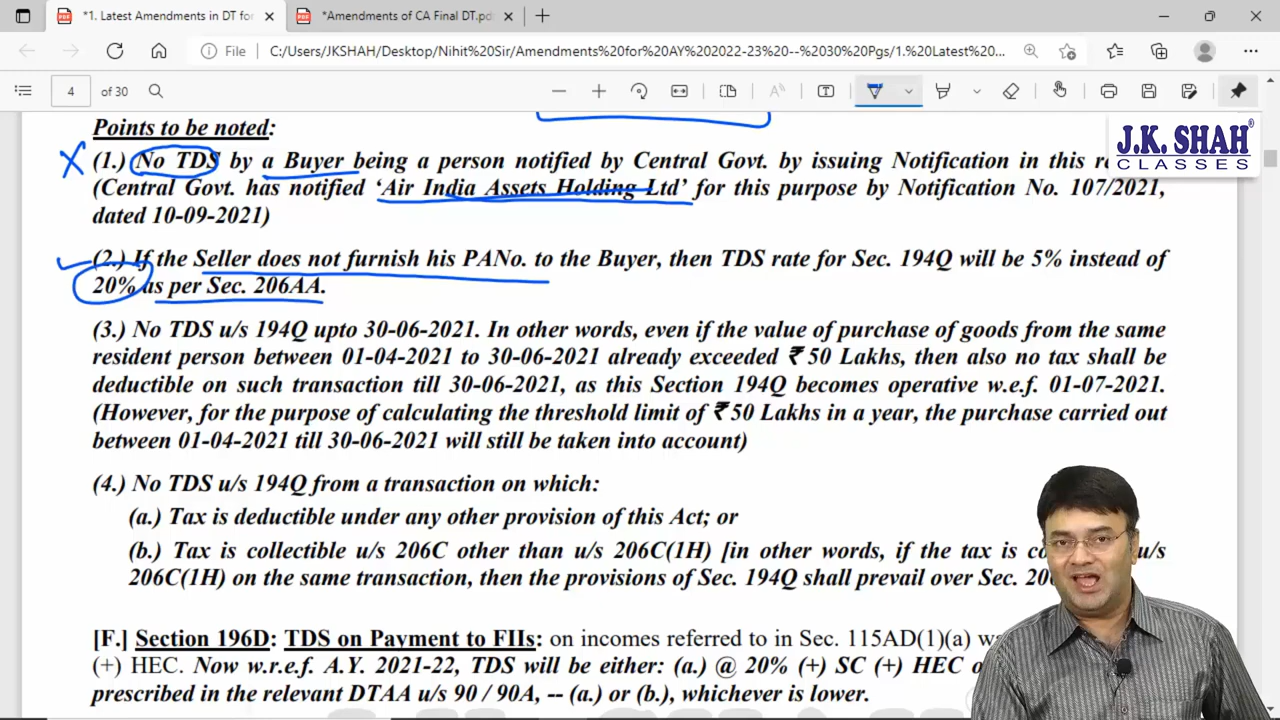 *1. Latest Amendments in DT for
*Amendments of CA Final DT.pd
File
C:/Users/JKSHAH/Desktop/Nihit%20Sir/Amendments%20for%20AY%202022-23%20--%2030%20Pgs/1.%20Latest%20...
4 of 30
J.K. SHAH
CLASSES
Points to be noted:
(1.) No TDS by a Buyer being a person notified by Central Govt. by issuing Notification in this
(Central Govt. has notified ‘Air India Assets Holding Ltd’ for this purpose by Notification No. 107/2021,
dated 10-09-2021)
(2.) If the Seller does not furnish his PANo. to the Buyer, then TDS rate for Sec. 194Q will be 5% instead of
20% as per Sec. 206AA.
(3.) No TDS u/s 194Q upto 30-06-2021. In other words, even if the value of purchase of goods from the same
resident person between 01-04-2021 to 30-06-2021 already exceeded ₹ 50 Lakhs, then also no tax shall be
deductible on such transaction till 30-06-2021, as this Section 194Q becomes operative w.e.f. 01-07-2021.
(However, for the purpose of calculating the threshold limit of ₹ 50 Lakhs in a year, the purchase carried out
between 01-04-2021 till 30-06-2021 will still be taken into account)
(4.) No TDS u/s 194Q from a transaction on which:
(a.) Tax is deductible under any other provision of this Act; or
(b.) Tax is collectible u/s 206C other than u/s 206C(1H) [in other words, if the tax is u/s
206C(1H) on the same transaction, then the provisions of Sec. 194Q shall prevail over Sec.
[F.] Section 196D: TDS on Payment to FIIs: on incomes referred to in Sec. 115AD(1)(a)
(+) HEC. Now w.r.e.f. A.Y. 2021-22, TDS will be either: (a.) @ 20% (+) SC (+) HEC
prescribed in the relevant DTAA u/s 90 / 90A, -- (a.) or (b.), whichever is lower.